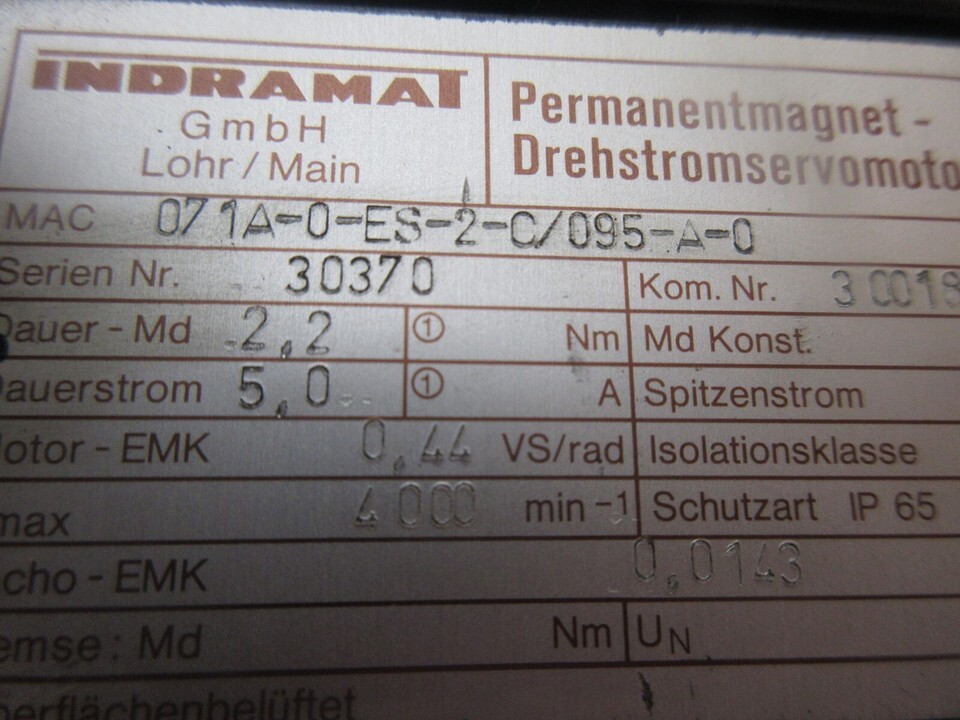 INDRAMAT
GmbH
Lohr / Main
Permanentmagnet -
Drehstromservomoto
MAC 071A-0-ES-2-C/095-A-0
Serien Nr. 30370
Kom. Nr. 30018
Dauer - Md 2,2 ① Nm
Md Konst.
Dauerstrom 5,0 ① A
Spitzenstrom
Motor - EMK 0,44 VS/rad
Isolationsklasse
max 4000 min -1
Schutzart IP 65
cho - EMK 0,0143
emse : Md Nm
UN
berflächenbelüftet